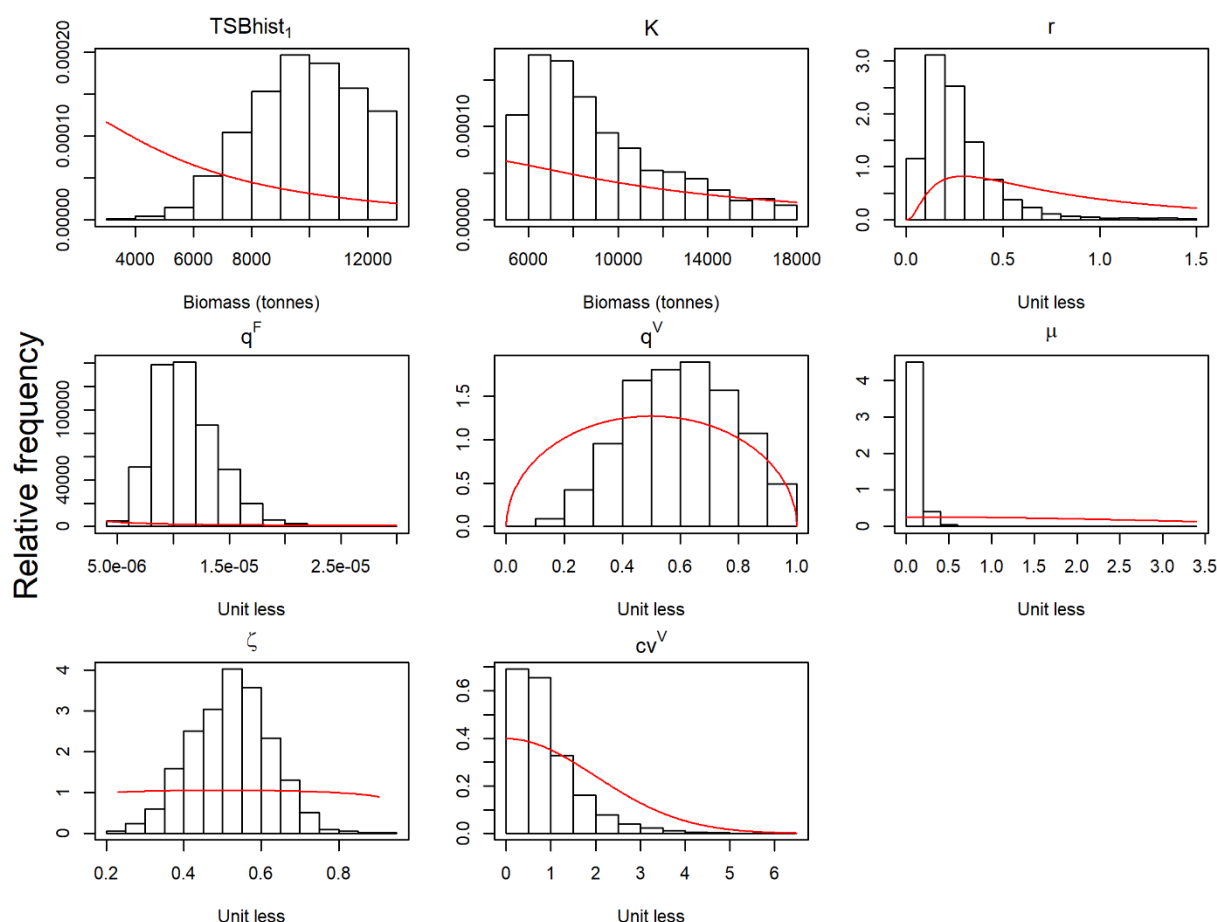 TSBhist₁
K
r
0.00020
0.00010
0.00000
4000 6000 8000 12000
Biomass (tonnes)
0.00010
0.00000
6000 10000 14000 18000
Biomass (tonnes)
3.0
2.0
1.0
0.0
0.0 0.5 1.0 1.5
Unit less
Relative frequency
qᶠ
qⱽ
μ
100000
40000
0
5.0e-06 1.5e-05 2.5e-05
Unit less
1.5
1.0
0.5
0.0
0.0 0.2 0.4 0.6 0.8 1.0
Unit less
4
3
2
1
0
0.0 0.5 1.0 1.5 2.0 2.5 3.0 3.5
Unit less
ζ
cvⱽ
4
3
2
1
0
0.2 0.4 0.6 0.8
Unit less
0.6
0.4
0.2
0.0
0 1 2 3 4 5 6
Unit less